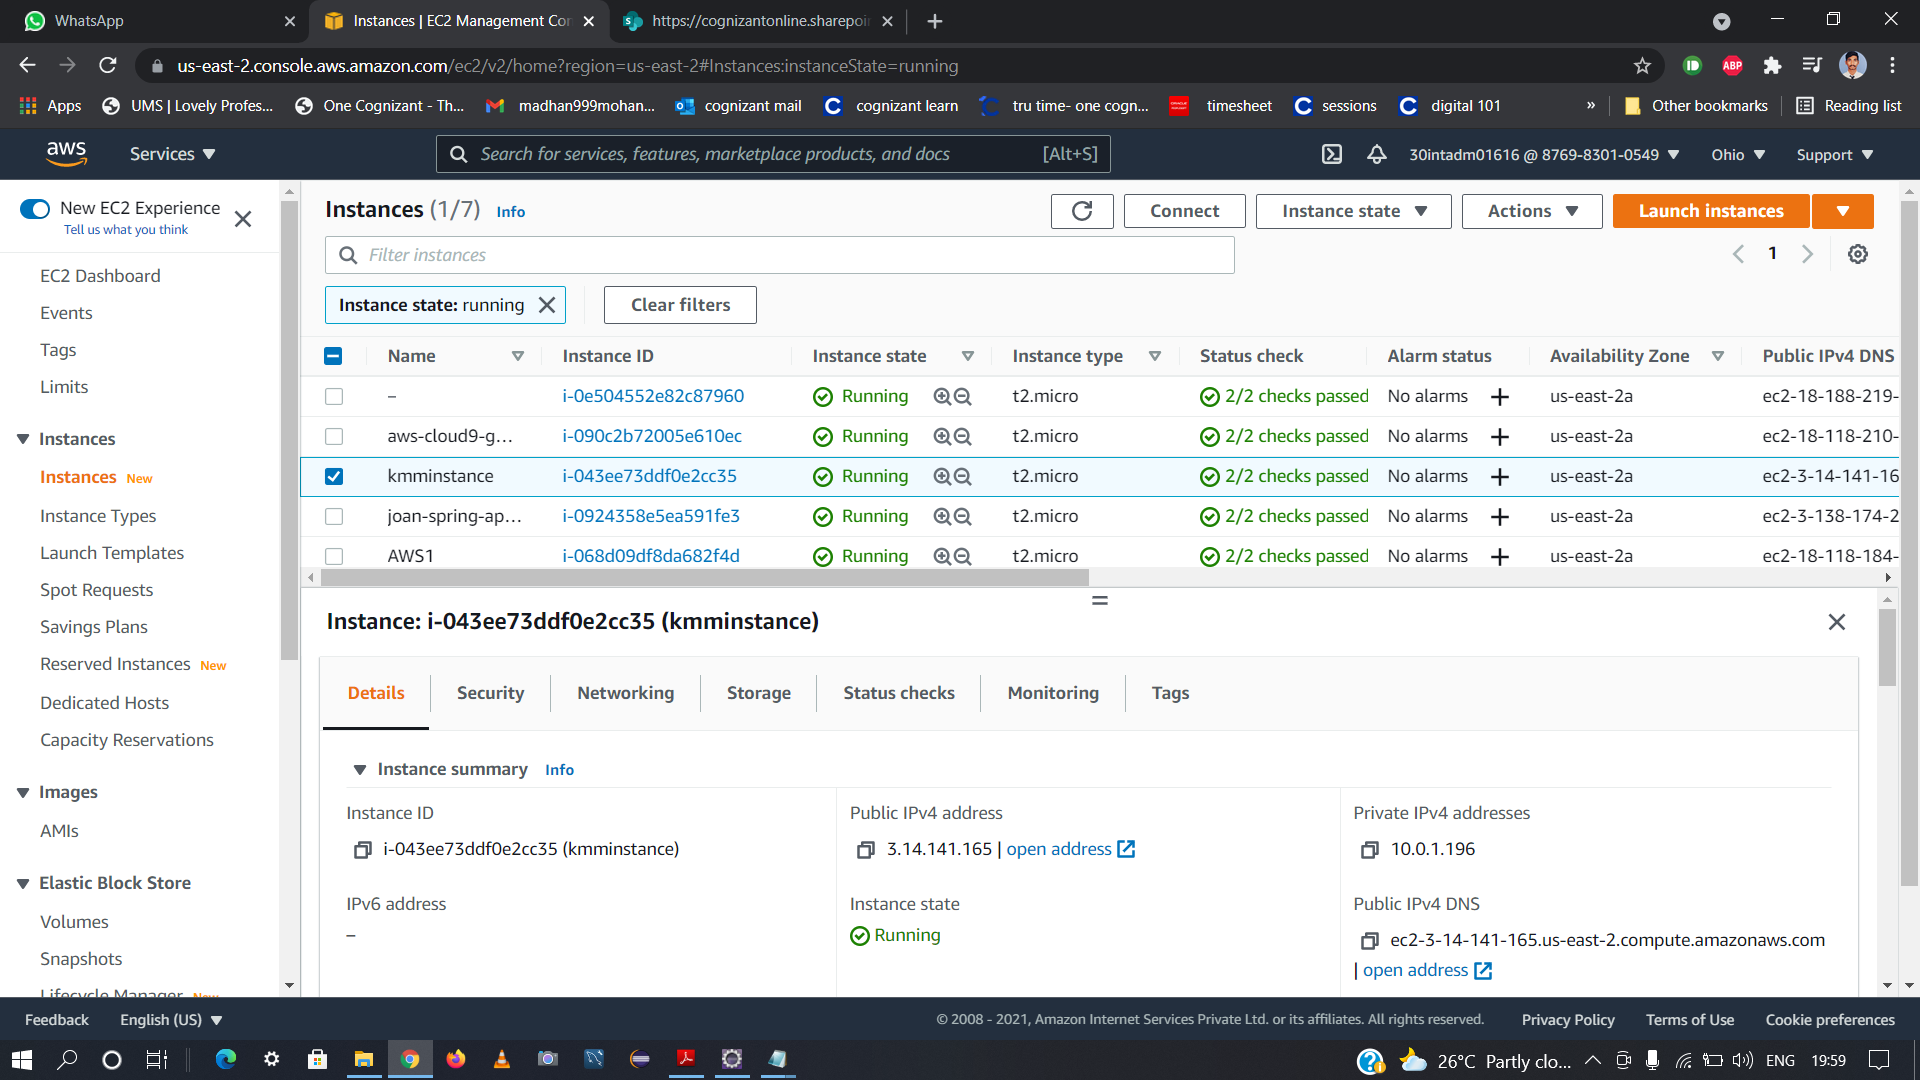 WhatsApp
Instances | EC2 Management Con
https://cognizantonline.sharepoin
us-east-2.console.aws.amazon.com/ec2/v2/home?region=us-east-2#Instances:instanceState=running
Apps
UMS | Lovely Profes...
One Cognizant - Th...
madhan999mohan...
cognizant mail
cognizant learn
tru time- one cogn...
timesheet
sessions
digital 101
»
Other bookmarks
Reading list
aws
Services
Search for services, features, marketplace products, and docs
[Alt+S]
30intadm01616 @ 8769-8301-0549
Ohio
Support
New EC2 Experience
Tell us what you think
EC2 Dashboard
Events
Tags
Limits
Instances
Instances New
Instance Types
Launch Templates
Spot Requests
Savings Plans
Reserved Instances New
Dedicated Hosts
Capacity Reservations
Images
AMIs
Elastic Block Store
Volumes
Snapshots
Lifecycle Manager New
Instances (1/7) Info
Connect
Instance state
Actions
Launch instances
Filter instances
1
Instance state: running
Clear filters
Name Instance ID Instance state Instance type Status check Alarm status Availability Zone Public IPv4 DNS
– i-0e504552e82c87960 Running t2.micro 2/2 checks passed No alarms + us-east-2a ec2-18-188-219-
aws-cloud9-g... i-090c2b72005e610ec Running t2.micro 2/2 checks passed No alarms + us-east-2a ec2-18-118-210-
kmminstance i-043ee73ddf0e2cc35 Running t2.micro 2/2 checks passed No alarms + us-east-2a ec2-3-14-141-16
joan-spring-ap... i-0924358e5ea591fe3 Running t2.micro 2/2 checks passed No alarms + us-east-2a ec2-3-138-174-2
AWS1 i-068d09df8da682f4d Running t2.micro 2/2 checks passed No alarms + us-east-2a ec2-18-118-184-
Instance: i-043ee73ddf0e2cc35 (kmminstance)
Details
Security
Networking
Storage
Status checks
Monitoring
Tags
Instance summary Info
Instance ID
i-043ee73ddf0e2cc35 (kmminstance)
Public IPv4 address
3.14.141.165 | open address
Private IPv4 addresses
10.0.1.196
IPv6 address
–
Instance state
Running
Public IPv4 DNS
ec2-3-14-141-165.us-east-2.compute.amazonaws.com
| open address
Feedback
English (US)
© 2008 - 2021, Amazon Internet Services Private Ltd. or its affiliates. All rights reserved.
Privacy Policy
Terms of Use
Cookie preferences
26°C Partly clo...
ENG
19:59